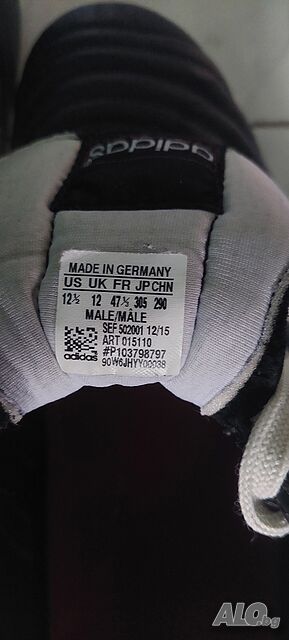 adidas
MADE IN GERMANY
US UK FR JP CHN
12½ 12 47⅓ 305 290
MALE/MÂLE
SEF 502001 12/15
ART 015110
adidas #P103798797
90W6JHYY00038
ALO.bg